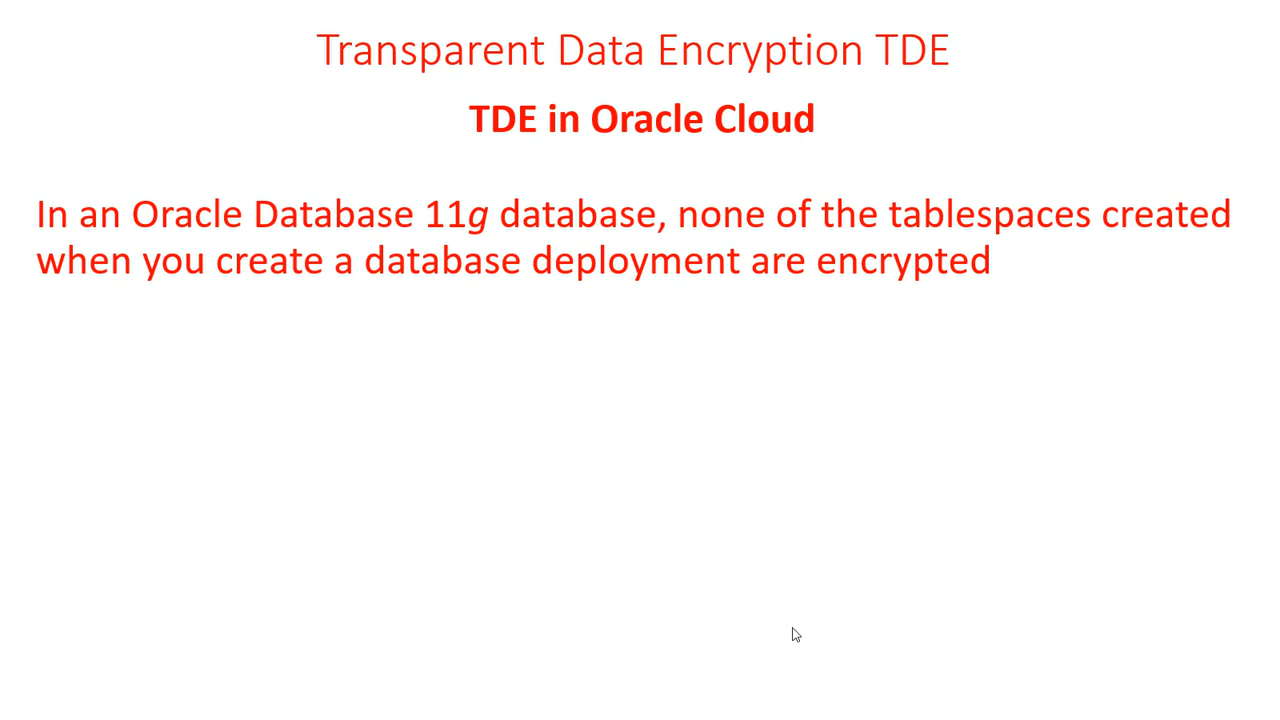 Transparent Data Encryption TDE
TDE in Oracle Cloud
In an Oracle Database 11g database, none of the tablespaces created
when you create a database deployment are encrypted